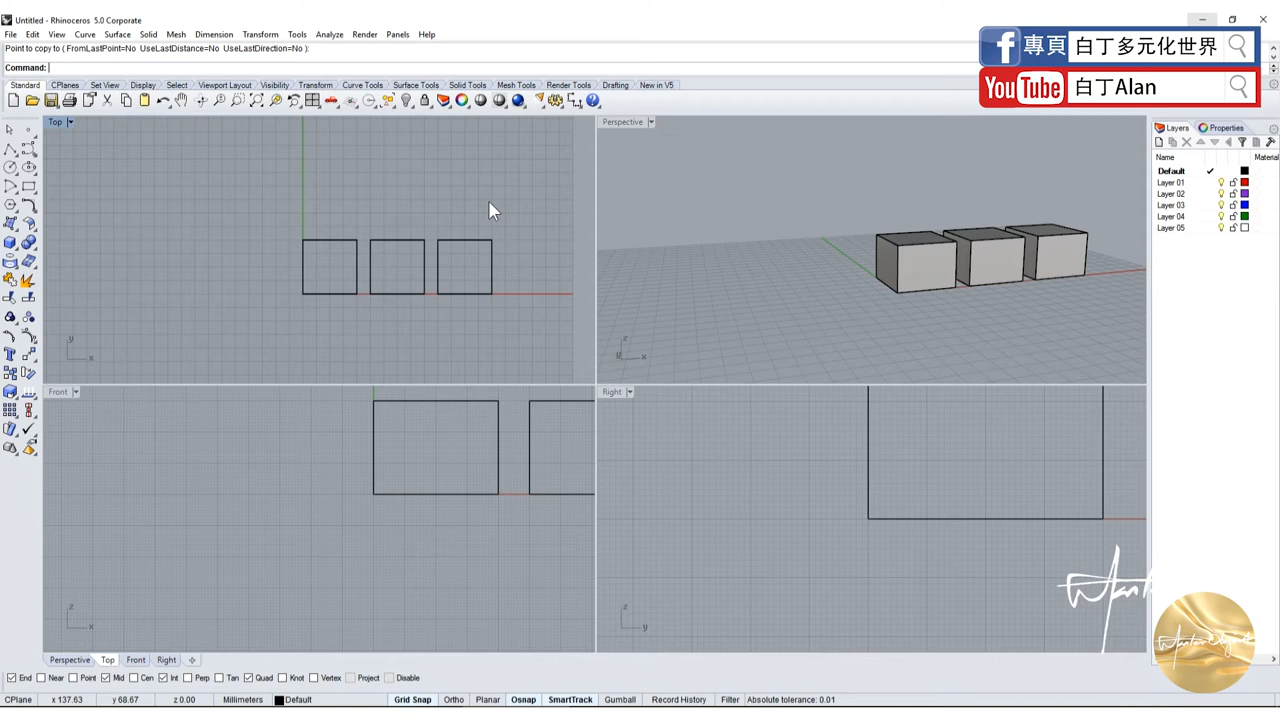 Untitled - Rhinoceros 5.0 Corporate
File Edit View Curve Surface Solid Mesh Dimension Transform Tools Analyze Render Panels Help
Point to copy to ( FromLastPoint=No UseLastDistance=No UseLastDirection=No ):
Command:
專頁 白丁多元化世界
YouTube 白丁Alan
Standard CPlanes Set View Display Select Viewport Layout Visibility Transform Curve Tools Surface Tools Solid Tools Mesh Tools Render Tools Drafting New in V5
Top
Perspective
Layers Properties
Name Material
Default
Layer 01
Layer 02
Layer 03
Layer 04
Layer 05
y x
z y x
Front
Right
z x
z y
Perspective Top Front Right
End Near Point Mid Cen Int Perp Tan Quad Knot Vertex Project Disable
CPlane x 137.63 y 68.67 z 0.00 Millimeters Default Grid Snap Ortho Planar Osnap SmartTrack Gumball Record History Filter Absolute tolerance: 0.01